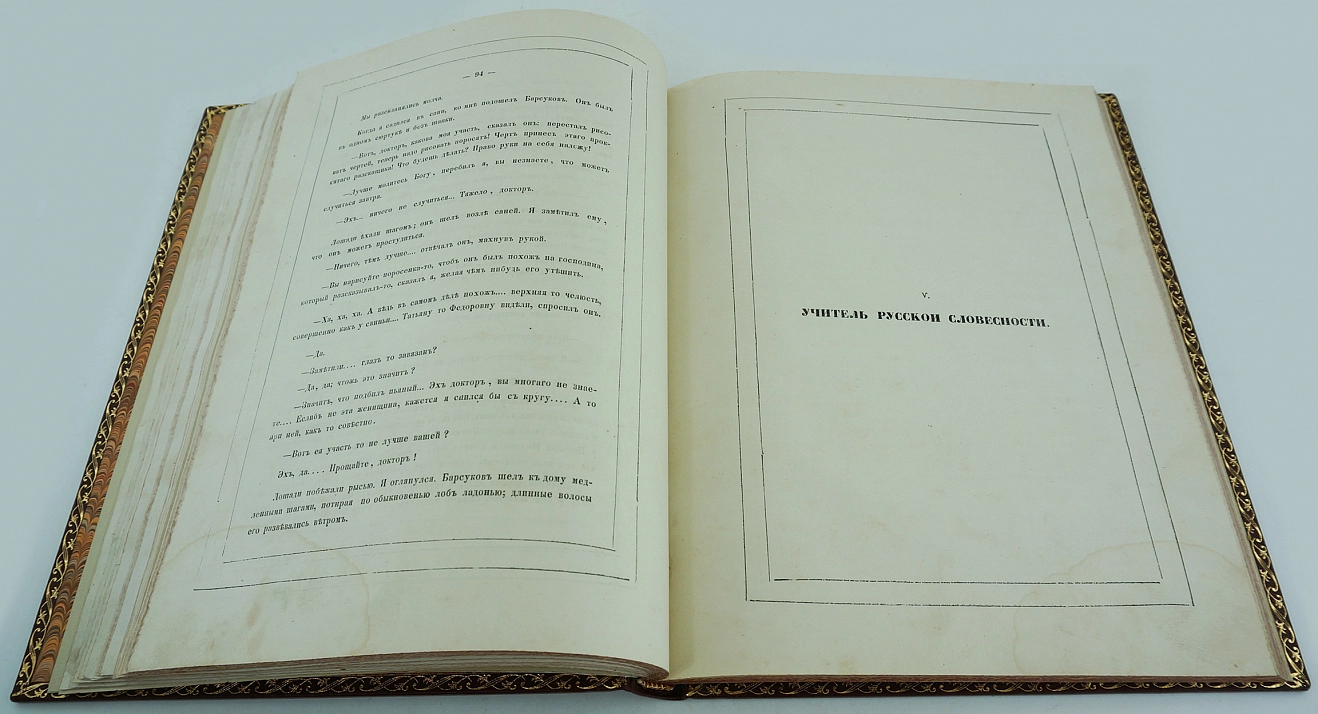 — 94 —
Мы раскланялись молча.
Когда я садился въ сани, ко мнѣ подошелъ Барсуковъ. Онъ былъ
въ одномъ сюртукѣ и безъ шапки.
—Вотъ, докторъ, какова моя участь, сказалъ онъ: пересталъ рисо-
вать чертей, теперь надо рисовать поросятъ! Чертъ принесъ этаго прок-
лятаго разскащика! Что будешь дѣлать? Право руки на себя наложу!
—Лучше молитесь Богу, перебилъ я, вы незнаете, что можетъ
случиться завтра.
—Эхъ... ничего не случиться... Тяжело, докторъ.
Лошади ѣхали шагомъ; онъ шелъ возлѣ саней. Я замѣтилъ ему,
что онъ можетъ простудиться.
—Ничего, тѣмъ лучше.... отвѣчалъ онъ, махнувъ рукой.
—Вы нарисуйте поросенка-то, чтобъ онъ былъ похожъ на господина,
который разсказывалъ-то, сказалъ я, желая чѣмъ нибудь его утѣшить.
—Ха, ха, ха. А вѣдь въ самомъ дѣлѣ похожъ.... верхняя то челюсть,
совершенно какъ у свиньи.... Татьяну то Федоровну видѣли, спросилъ онъ.
—Да.
—Замѣтили.... глазъ то завязанъ?
—Да, да; чтожъ это значитъ?
—Значитъ, что подбилъ пьяный... Эхъ докторъ, вы многаго не знае-
те.... Еслибъ не эта женщина, кажется я спился бы съ кругу.... А то
при ней, какъ то совѣстно.
—Вотъ ея участь то не лучше вашей?
Эхъ, да.... Прощайте, докторъ!
Лошади побѣжали рысью. Я оглянулся. Барсуковъ шелъ къ дому мед-
ленными шагами, потирая по обыкновенью лобъ ладонью; длинные волосы
его развѣвались вѣтромъ.
V.
УЧИТЕЛЬ РУССКОЙ СЛОВЕСНОСТИ.